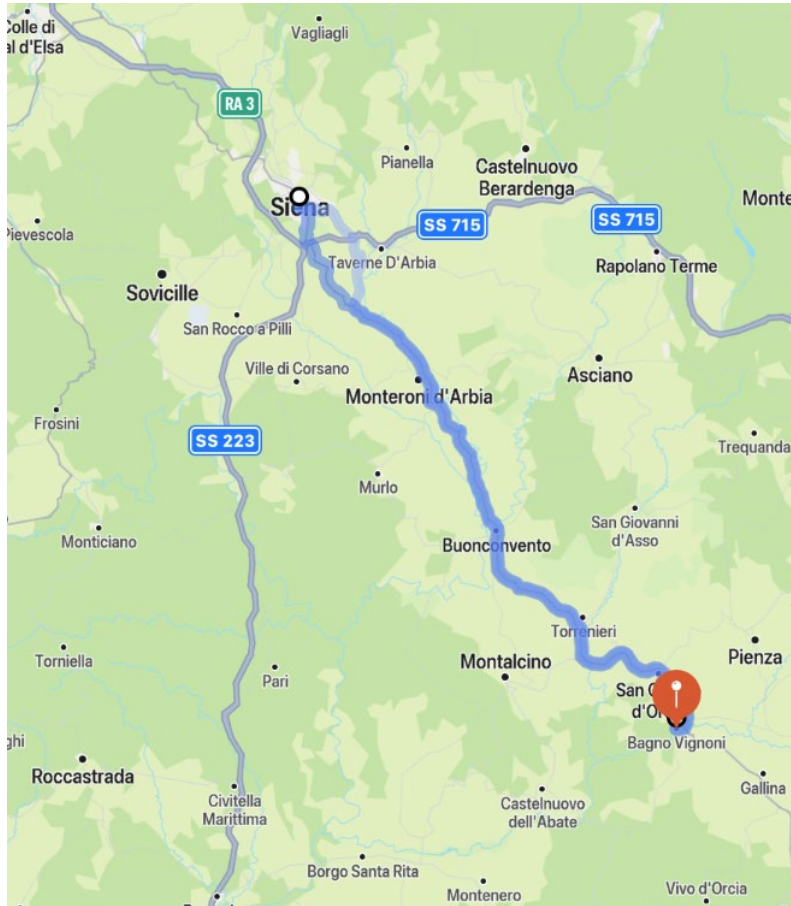 Colle di
al d'Elsa
Vagliagli
RA 3
Pianella
Castelnuovo
Berardenga
Monte
Siena
SS 715
SS 715
Pievescola
Taverne D'Arbia
Rapolano Terme
Sovicille
San Rocco a Pilli
Ville di Corsano
Asciano
Monteroni d'Arbia
Frosini
SS 223
Trequanda
Murlo
San Giovanni
d'Asso
Monticiano
Buonconvento
Torrenieri
Torniella
Pienza
Montalcino
Pari
San
d'Or
Bagno Vignoni
ghi
Roccastrada
Gallina
Civitella
Marittima
Castelnuovo
dell'Abate
Borgo Santa Rita
Montenero
Vivo d'Orcia